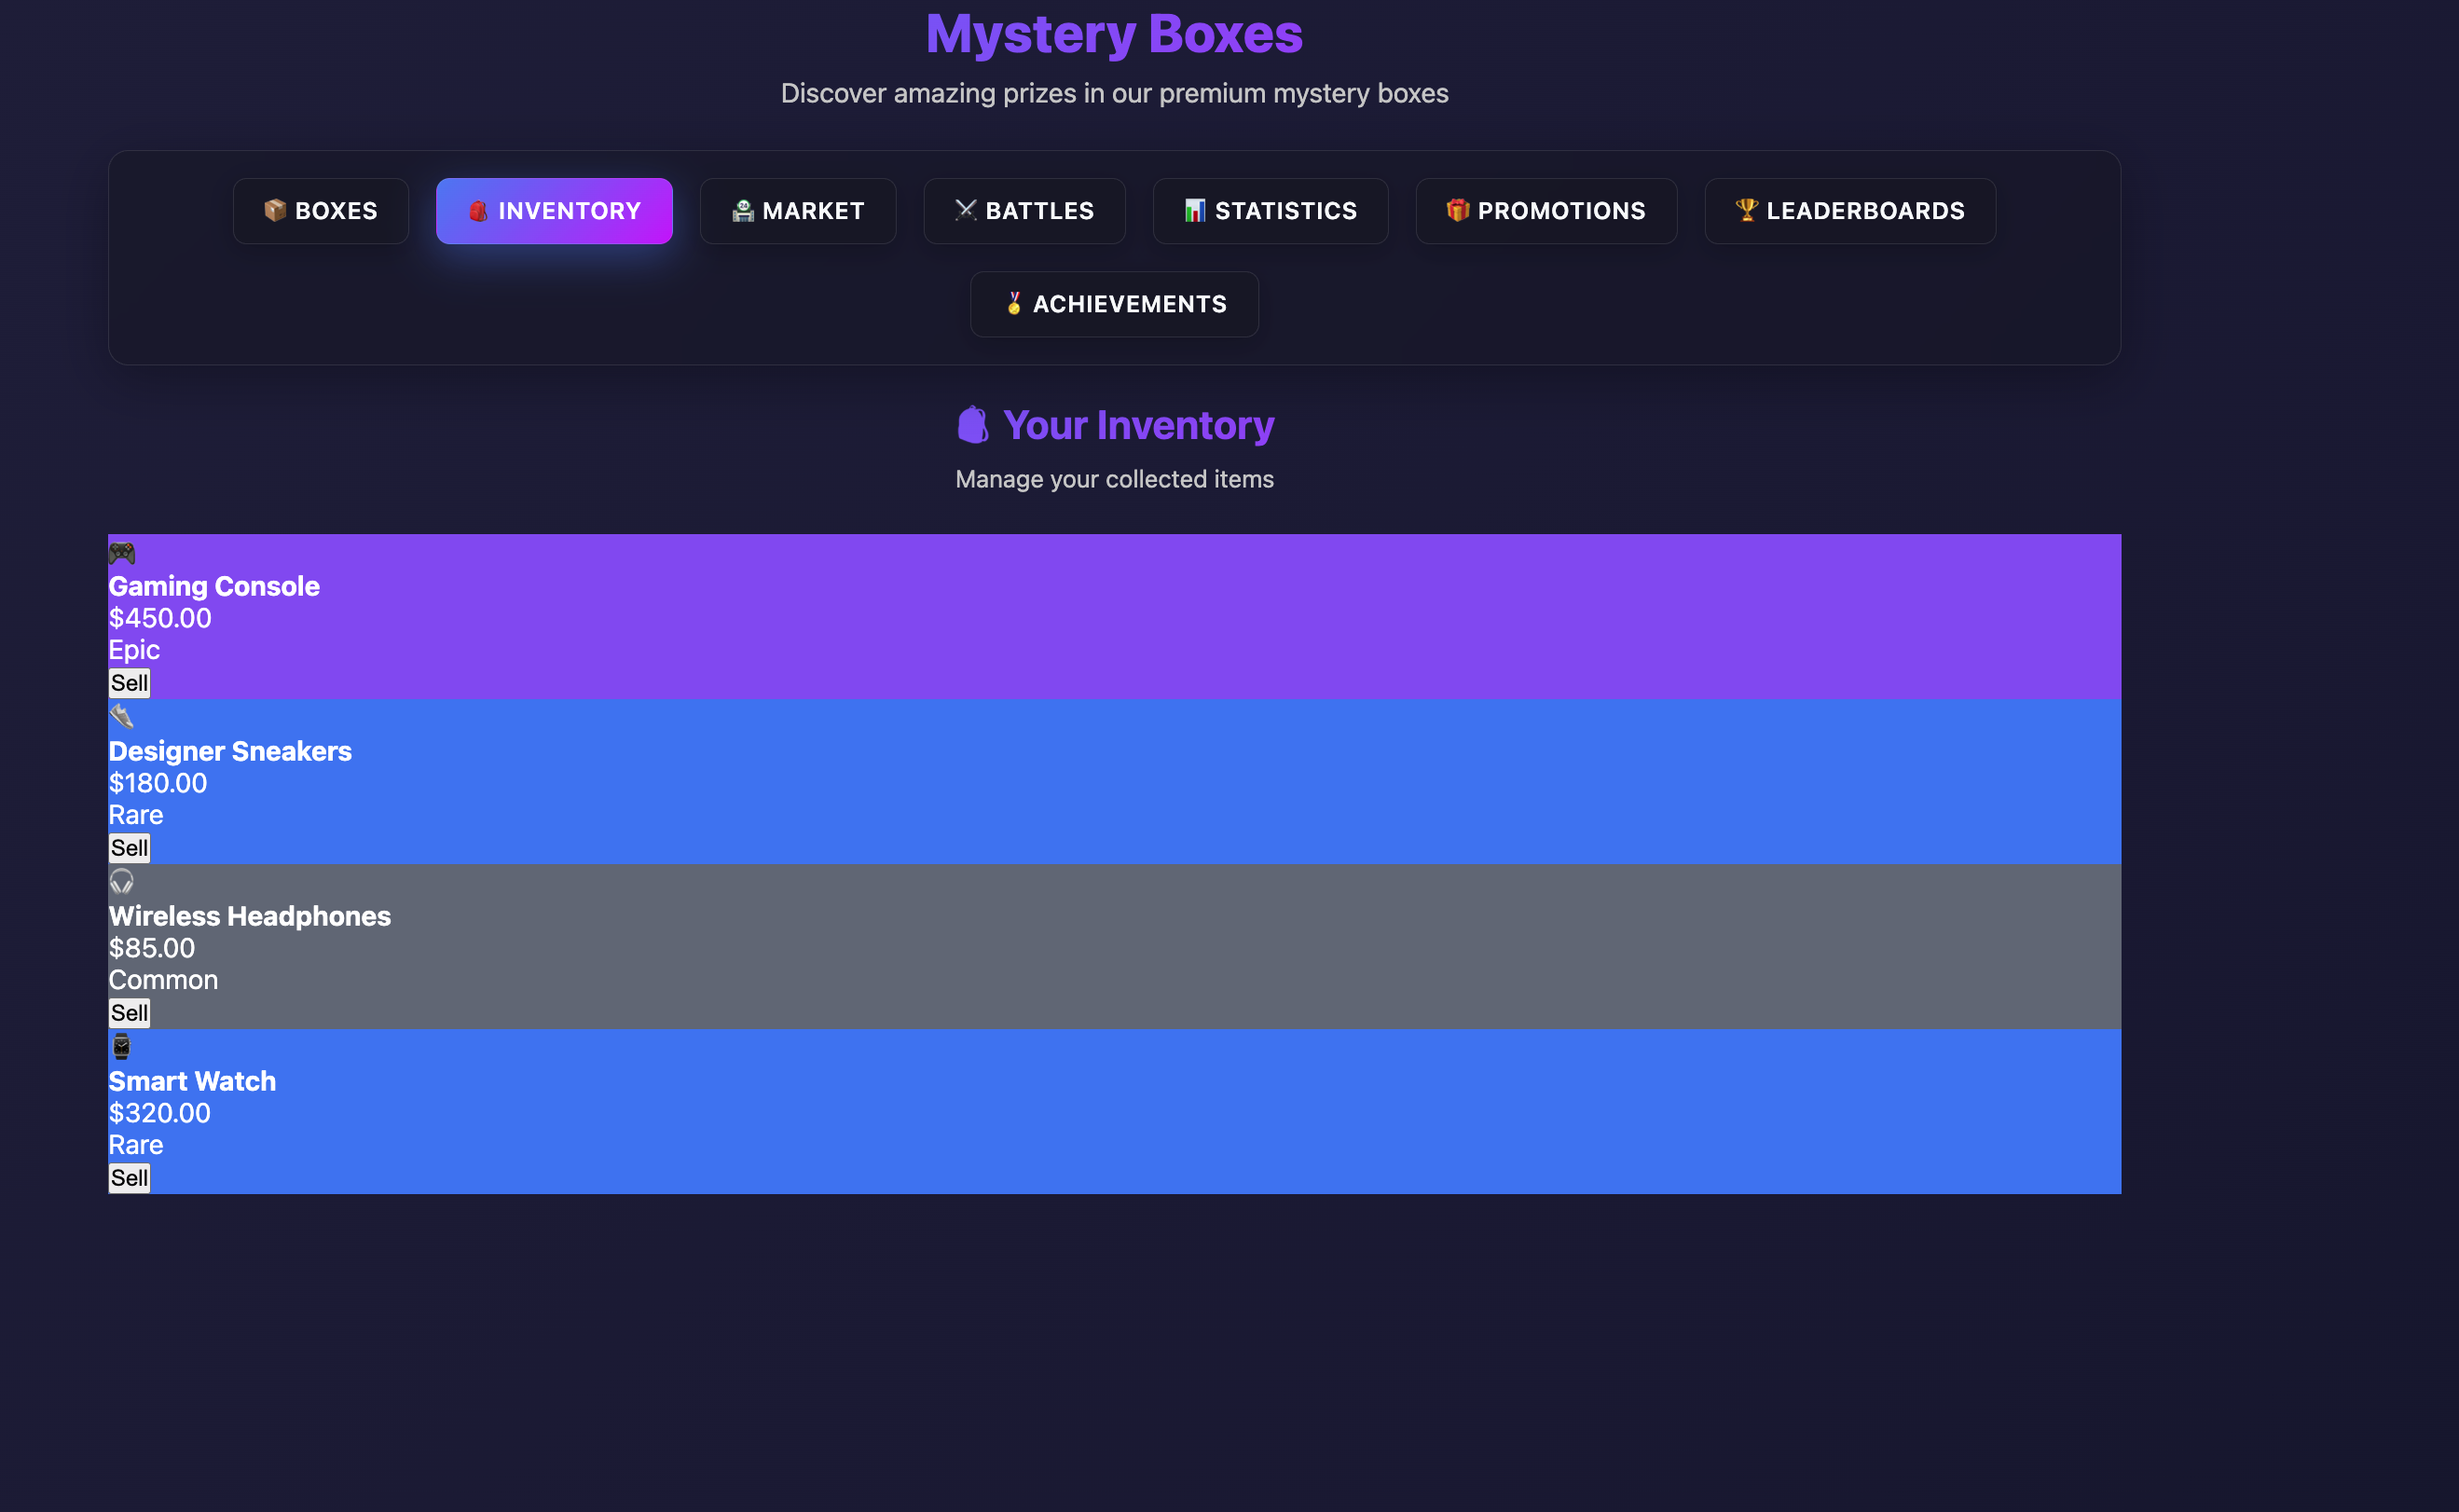 Mystery Boxes
Discover amazing prizes in our premium mystery boxes
📦 BOXES
🎒 INVENTORY
🏪 MARKET
⚔️ BATTLES
📊 STATISTICS
🎁 PROMOTIONS
🏆 LEADERBOARDS
🏅 ACHIEVEMENTS
🎒 Your Inventory
Manage your collected items
🎮
Gaming Console
$450.00
Epic
Sell
👟
Designer Sneakers
$180.00
Rare
Sell
🎧
Wireless Headphones
$85.00
Common
Sell
⌚
Smart Watch
$320.00
Rare
Sell